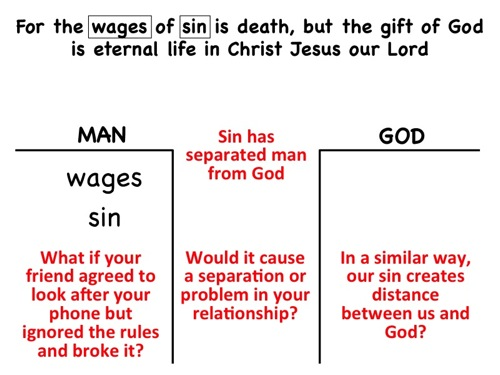 For the wages of sin is death, but the gift of God
is eternal life in Christ Jesus our Lord
MAN
wages
sin
What if your
friend agreed to
look after your
phone but
ignored the rules
and broke it?
Sin has
separated man
from God
Would it cause
a separation or
problem in your
relationship?
GOD
In a similar way,
our sin creates
distance
between us and
God?